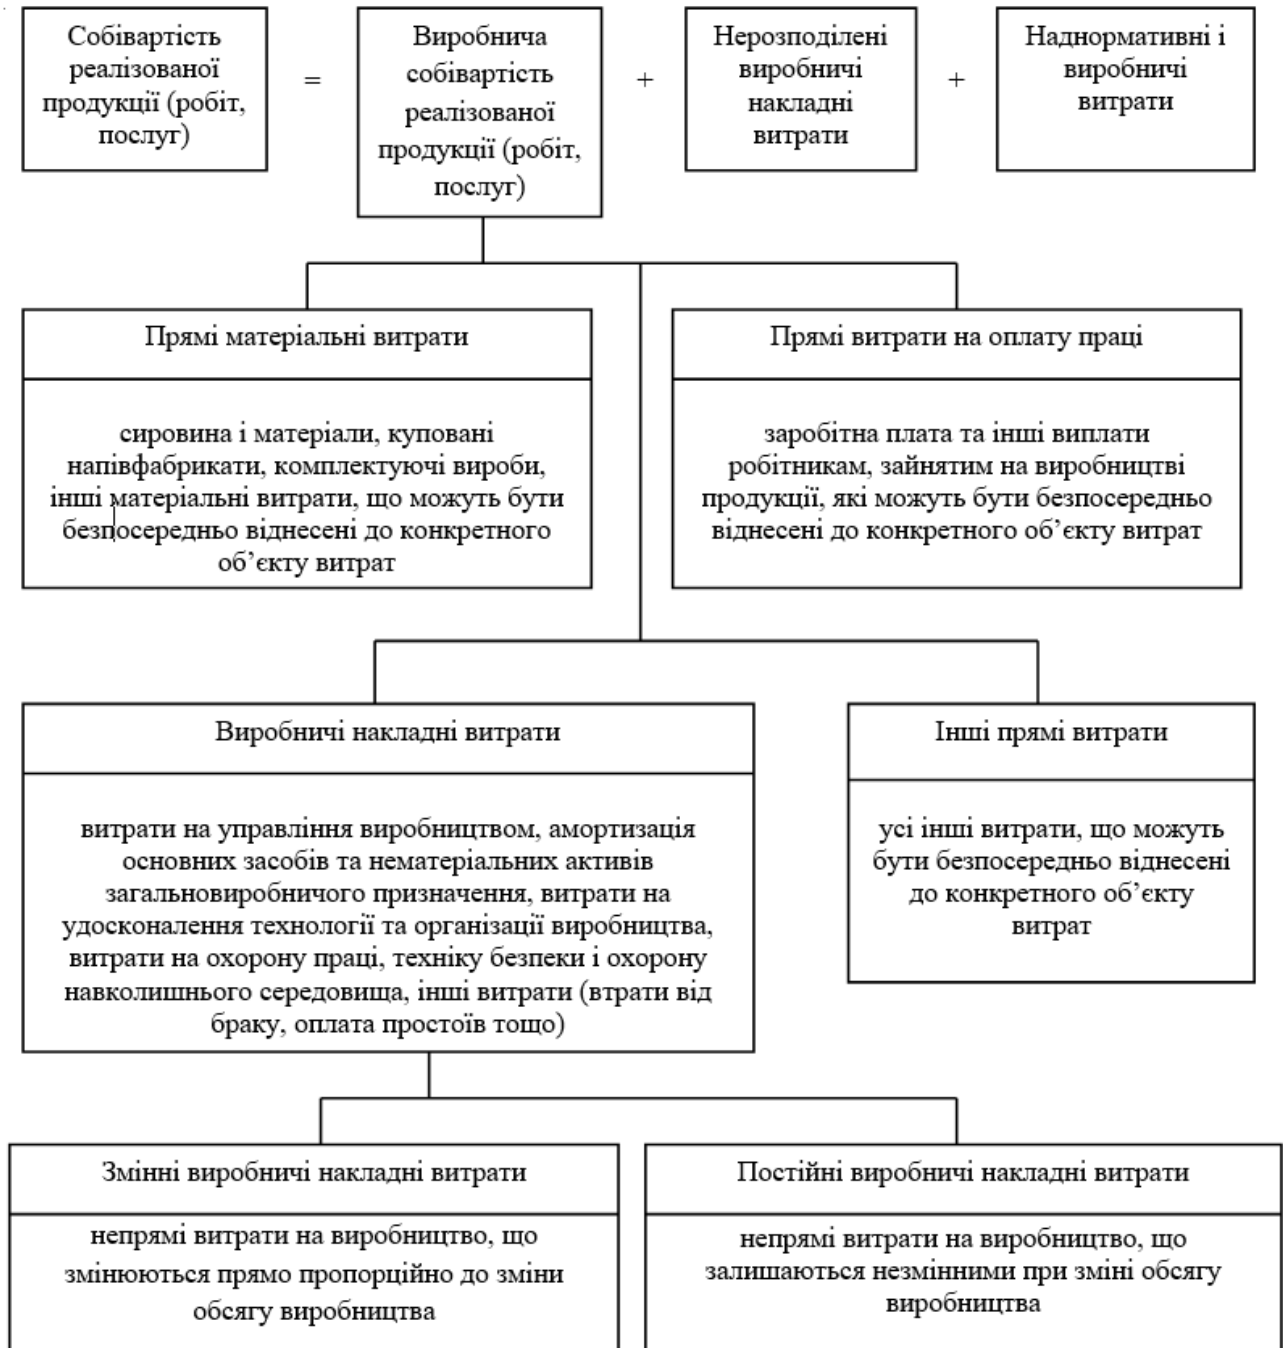 Собівартість
реалізованої
продукції (робіт,
послуг)
=
Виробнича
собівартість
реалізованої
продукції (робіт,
послуг)
+
Нерозподілені
виробничі
накладні
витрати
+
Наднормативні і
виробничі
витрати
Прямі матеріальні витрати
сировина і матеріали, куповані
напівфабрикати, комплектуючі вироби,
інші матеріальні витрати, що можуть бути
безпосередньо віднесені до конкретного
об’єкту витрат
Прямі витрати на оплату праці
заробітна плата та інші виплати
робітникам, зайнятим на виробництві
продукції, які можуть бути безпосередньо
віднесені до конкретного об’єкту витрат
Виробничі накладні витрати
витрати на управління виробництвом, амортизація
основних засобів та нематеріальних активів
загальновиробничого призначення, витрати на
удосконалення технології та організації виробництва,
витрати на охорону праці, техніку безпеки і охорону
навколишнього середовища, інші витрати (втрати від
браку, оплата простоїв тощо)
Інші прямі витрати
усі інші витрати, що можуть
бути безпосередньо віднесені
до конкретного об’єкту
витрат
Змінні виробничі накладні витрати
непрямі витрати на виробництво, що
змінюються прямо пропорційно до зміни
обсягу виробництва
Постійні виробничі накладні витрати
непрямі витрати на виробництво, що
залишаються незмінними при зміні обсягу
виробництва